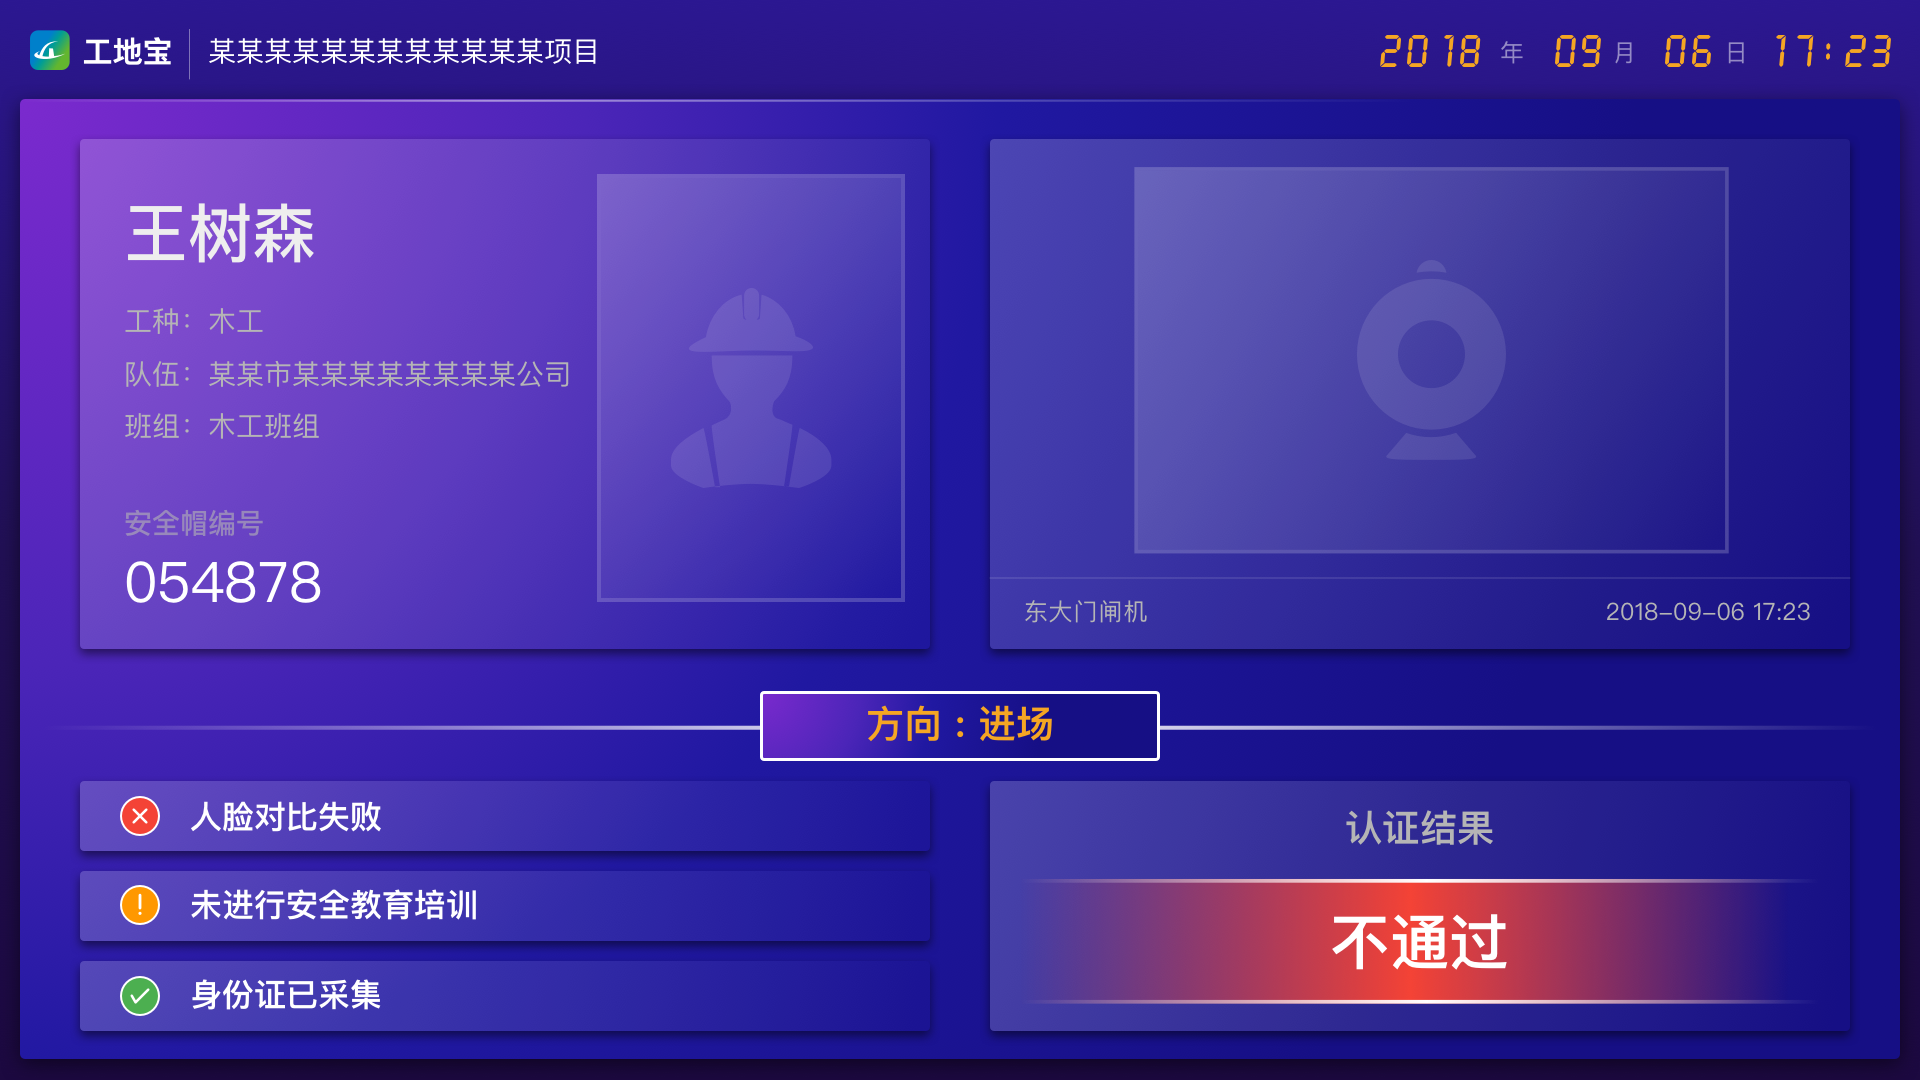 工地宝
某某某某某某某某某某某某项目
2018 年 09 月 06 日 17:23
王树森
工种：木工
队伍：某某市某某某某某某某某公司
班组：木工班组
安全帽编号
054878
东大门闸机
2018-09-06 17:23
方向：进场
人脸对比失败
未进行安全教育培训
身份证已采集
认证结果
不通过